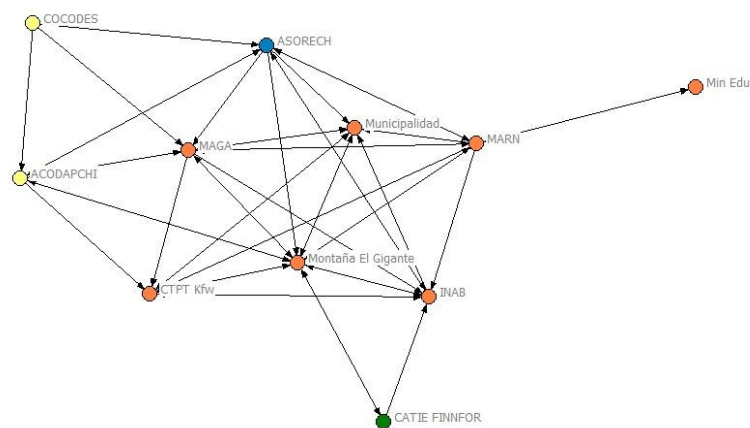 COCODES
ASORECH
Min Edu
Municipalidad
MARN
MAGA
ACODAPCHI
Montaña El Gigante
CTPT Kfw
INAB
CATIE FINNFOR